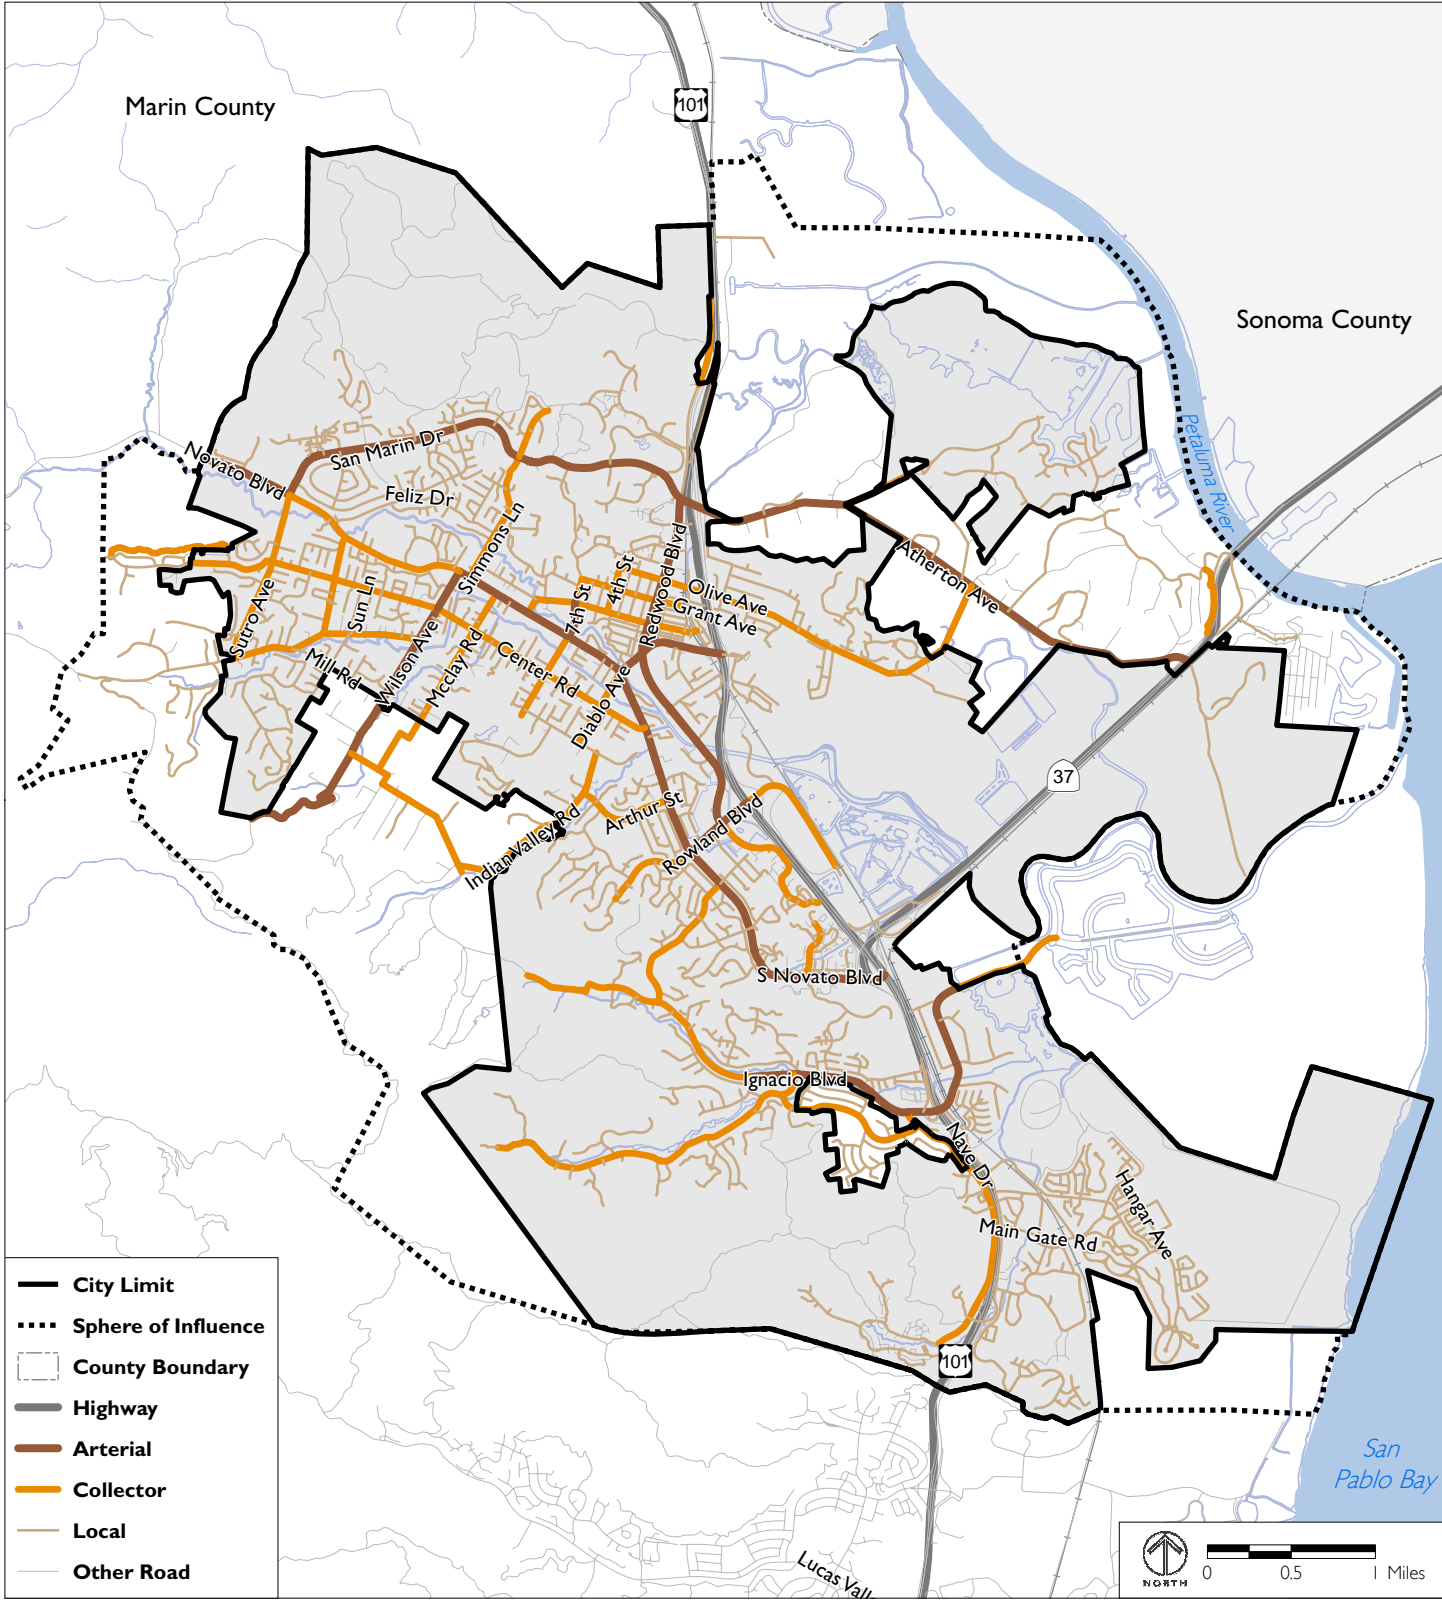 Marin County
101
Sonoma County
Petaluma River
Novato Blvd
San Marin Dr
Feliz Dr
Simmons Ln
Redwood Blvd
4th St
7th St
Olive Ave
Grant Ave
Atherton Ave
Sutro Ave
Sun Ln
Wilson Ave
Mcclay Rd
Mill Rd
Center Rd
Diablo Ave
37
Arthur St
Rowland Blvd
Indian Valley Rd
S Novato Blvd
Ignacio Blvd
Nave Dr
Hangar Ave
Main Gate Rd
101
San
Pablo Bay
Lucas Vall
City Limit
Sphere of Influence
County Boundary
Highway
Arterial
Collector
Local
Other Road
NORTH
0 0.5 1 Miles